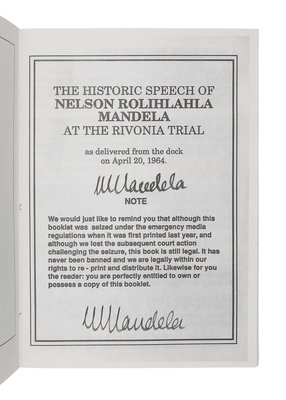 THE HISTORIC SPEECH OF
NELSON ROLIHLAHLA
MANDELA
AT THE RIVONIA TRIAL
as delivered from the dock
on April 20, 1964.
NMandela
NOTE
We would just like to remind you that although this
booklet was seized under the emergency media
regulations when it was first printed last year, and
although we lost the subsequent court action
challenging the seizure, this book is still legal. It has
never been banned and we are legally within our
rights to re - print and distribute it. Likewise for you
the reader: you are perfectly entitled to own or
possess a copy of this booklet.
NMandela